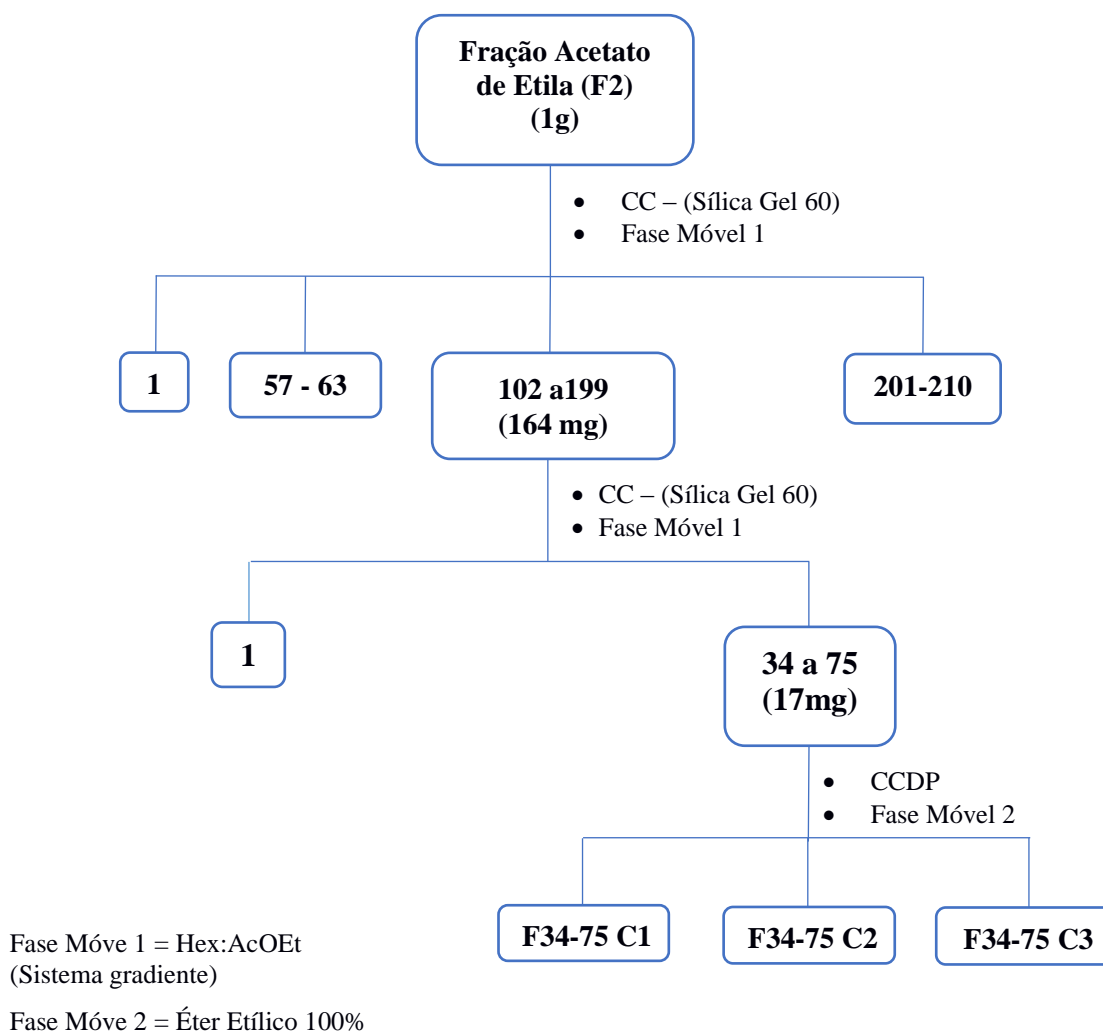 Fração Acetato
de Etila (F2)
(1g)
• CC – (Sílica Gel 60)
• Fase Móvel 1
1
57 - 63
102 a199
(164 mg)
201-210
• CC – (Sílica Gel 60)
• Fase Móvel 1
1
34 a 75
(17mg)
• CCDP
• Fase Móvel 2
F34-75 C1
F34-75 C2
F34-75 C3
Fase Móve 1 = Hex:AcOEt
(Sistema gradiente)
Fase Móve 2 = Éter Etílico 100%